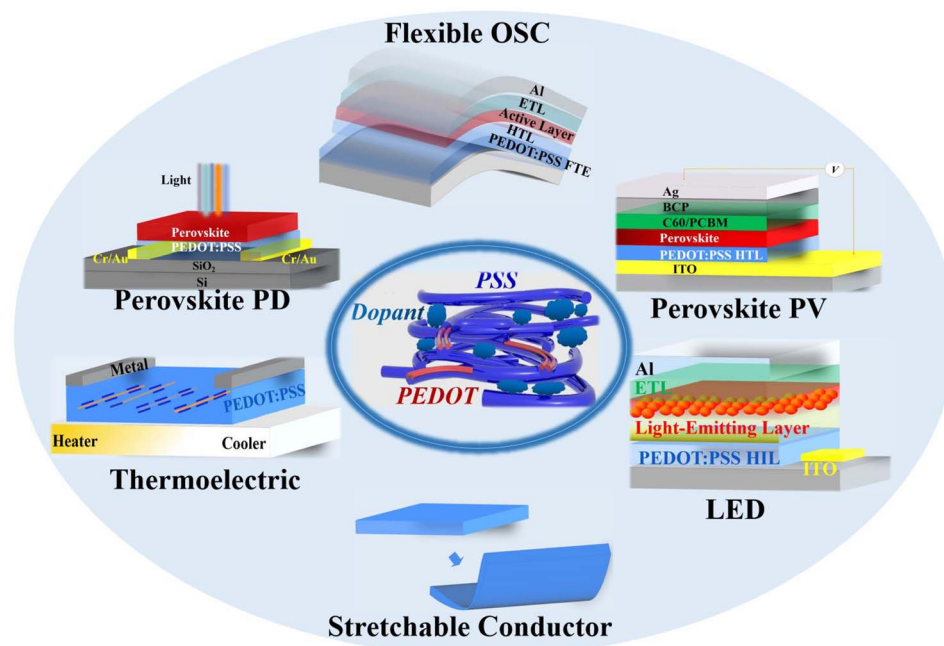 Flexible OSC
Al
ETL
Active Layer
HTL
PEDOT:PSS FTE
Light
Perovskite
PEDOT:PSS
Cr/Au
Cr/Au
SiO₂
Si
Perovskite PD
V
Ag
BCP
C60/PCBM
Perovskite
PEDOT:PSS HTL
ITO
Perovskite PV
PSS
Dopant
PEDOT
Metal
PEDOT:PSS
Heater
Cooler
Thermoelectric
Al
ETL
Light-Emitting Layer
PEDOT:PSS HIL
ITO
LED
Stretchable Conductor